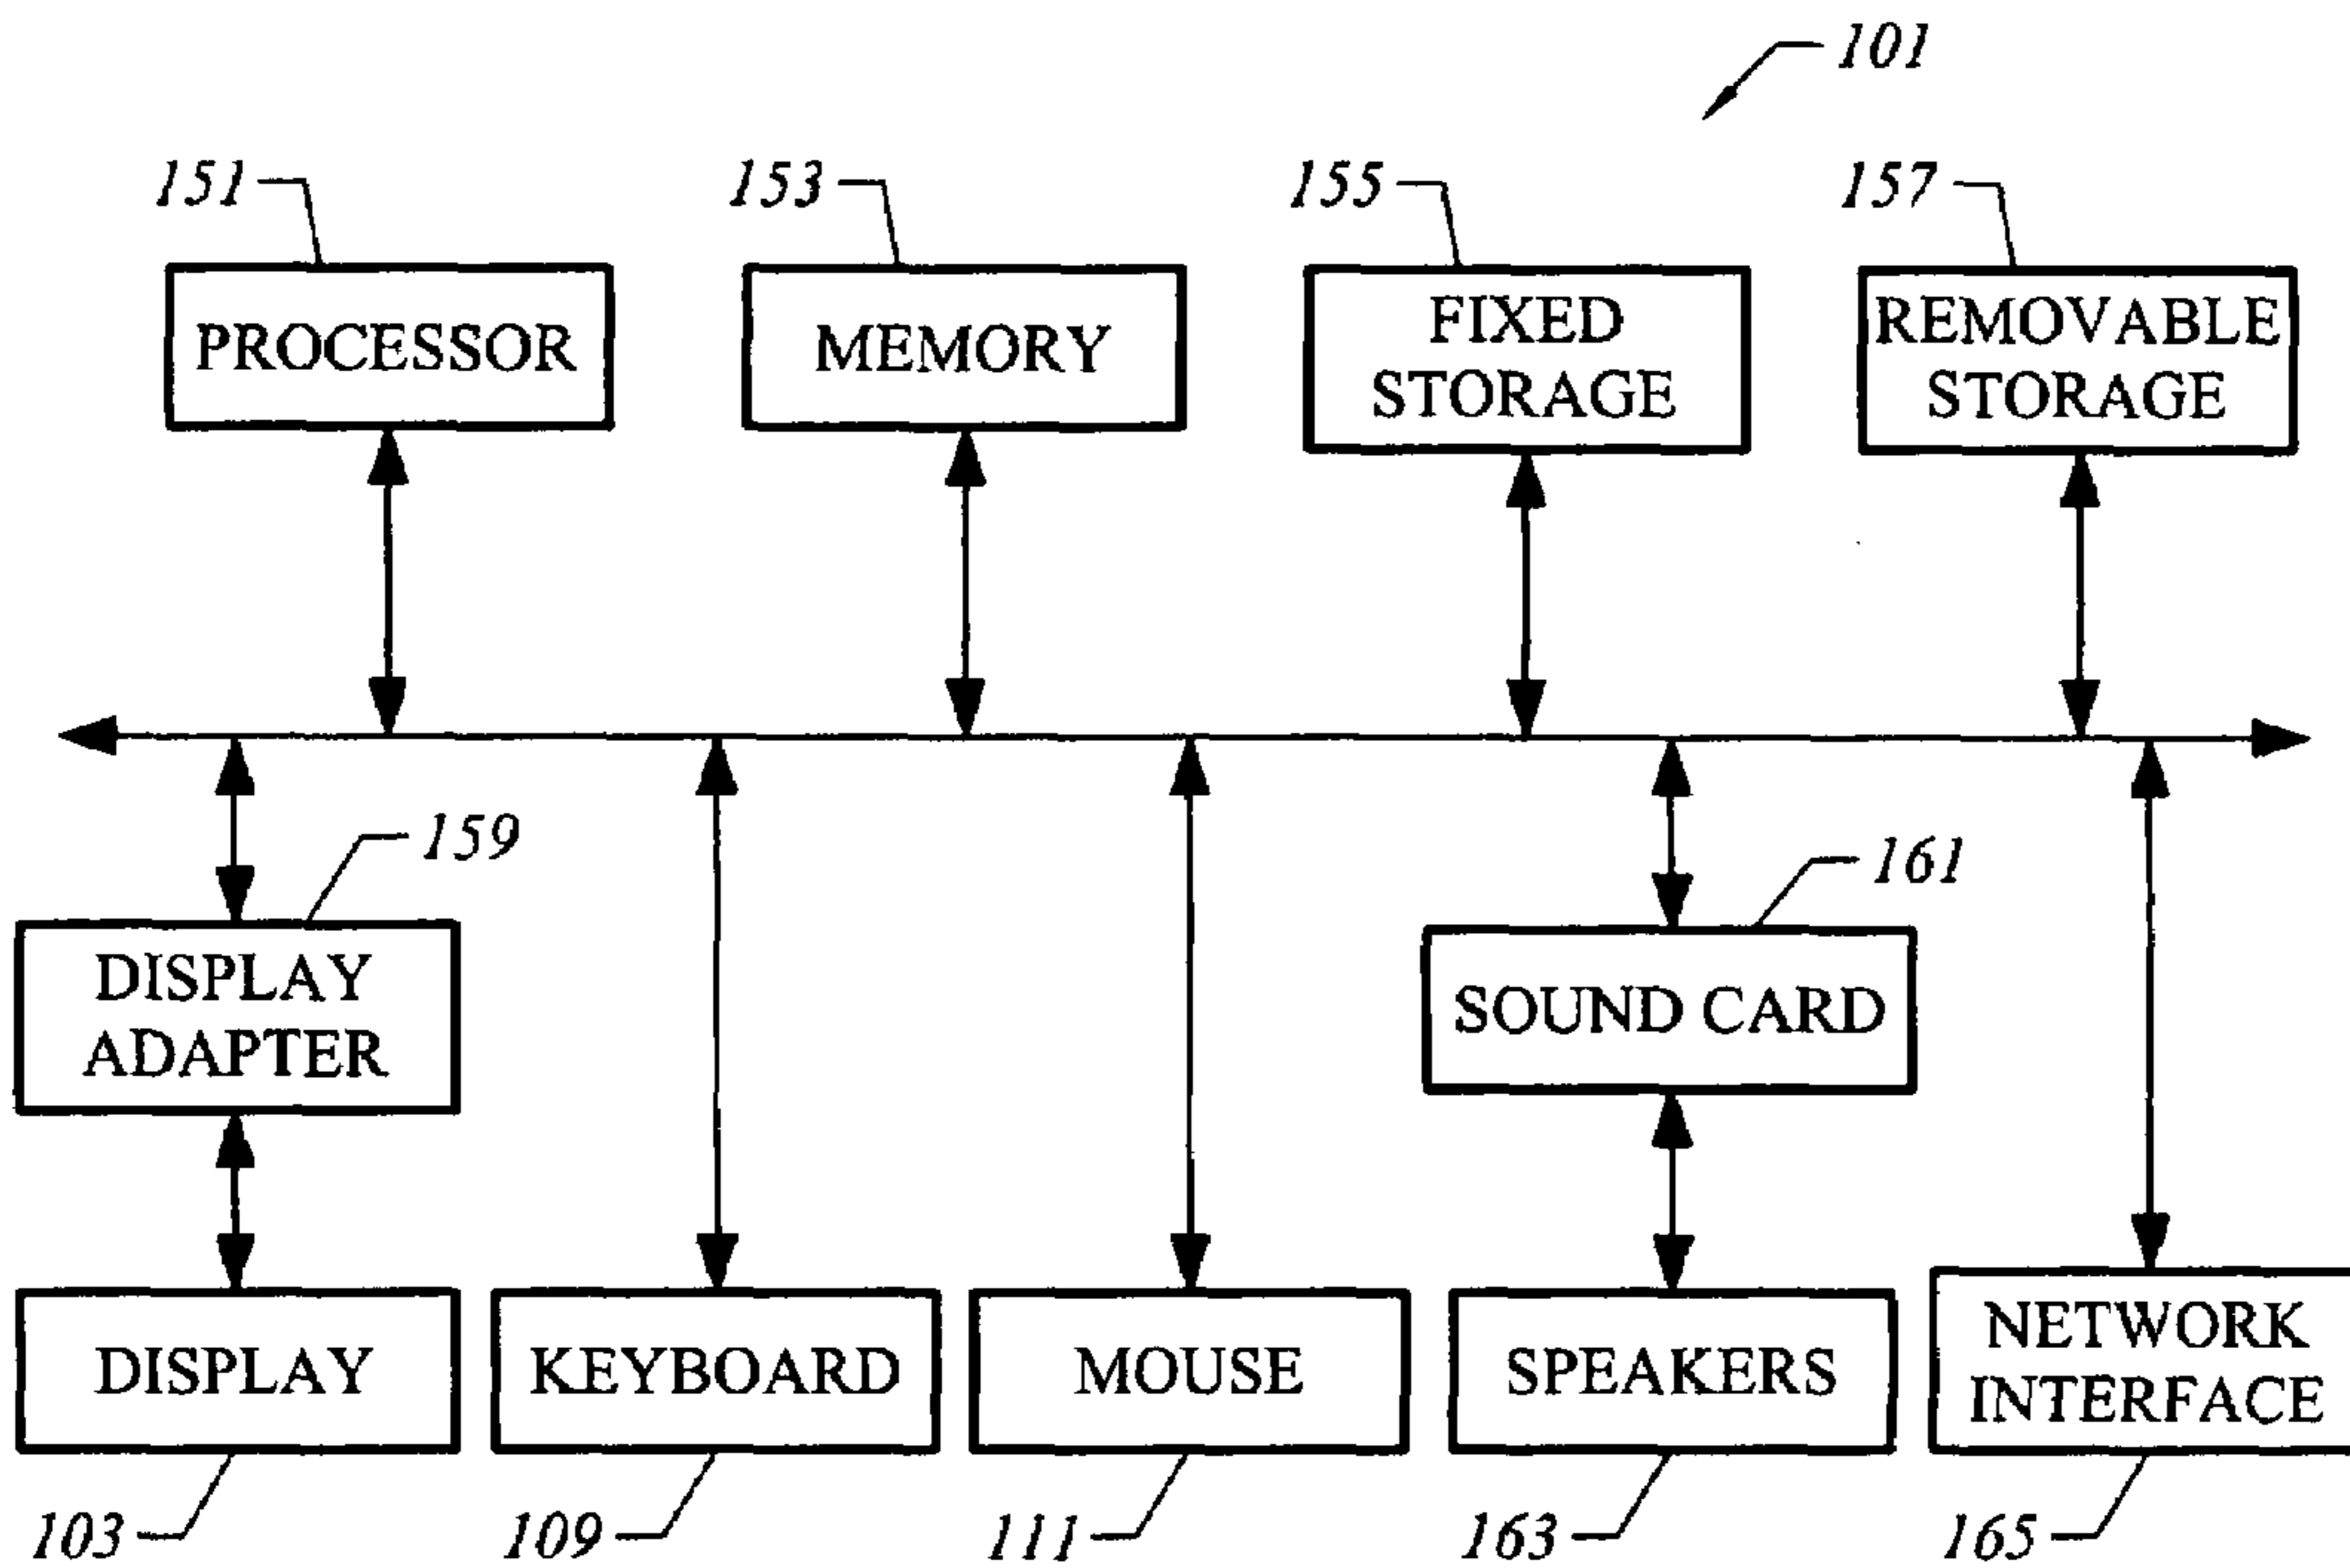 101
151
153
155
157
PROCESSOR
MEMORY
FIXED
STORAGE
REMOVABLE
STORAGE
159
161
DISPLAY
ADAPTER
SOUND CARD
DISPLAY
KEYBOARD
MOUSE
SPEAKERS
NETWORK
INTERFACE
103
109
111
163
165